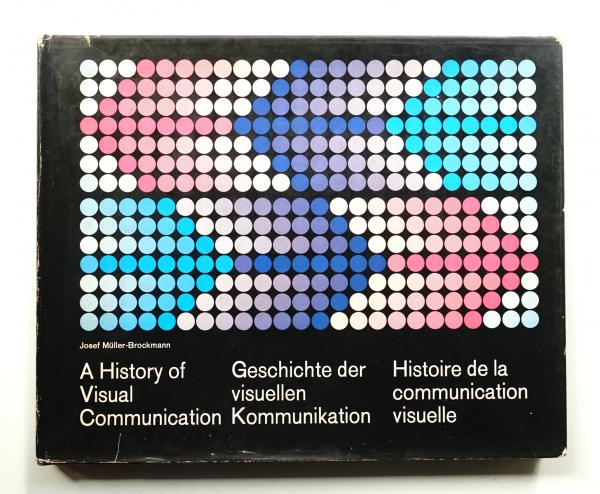 Josef Müller-Brockmann
A History of
Visual
Communication
Geschichte der
visuellen
Kommunikation
Histoire de la
communication
visuelle